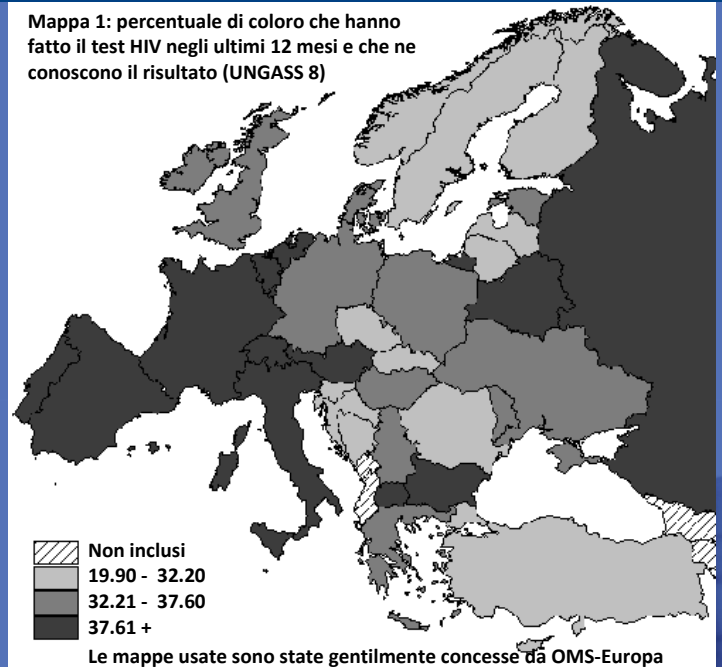 Mappa 1: percentuale di coloro che hanno
fatto il test HIV negli ultimi 12 mesi e che ne
conoscono il risultato (UNGASS 8)
Non inclusi
19.90 - 32.20
32.21 - 37.60
37.61 +
Le mappe usate sono state gentilmente concesse da OMS-Europa